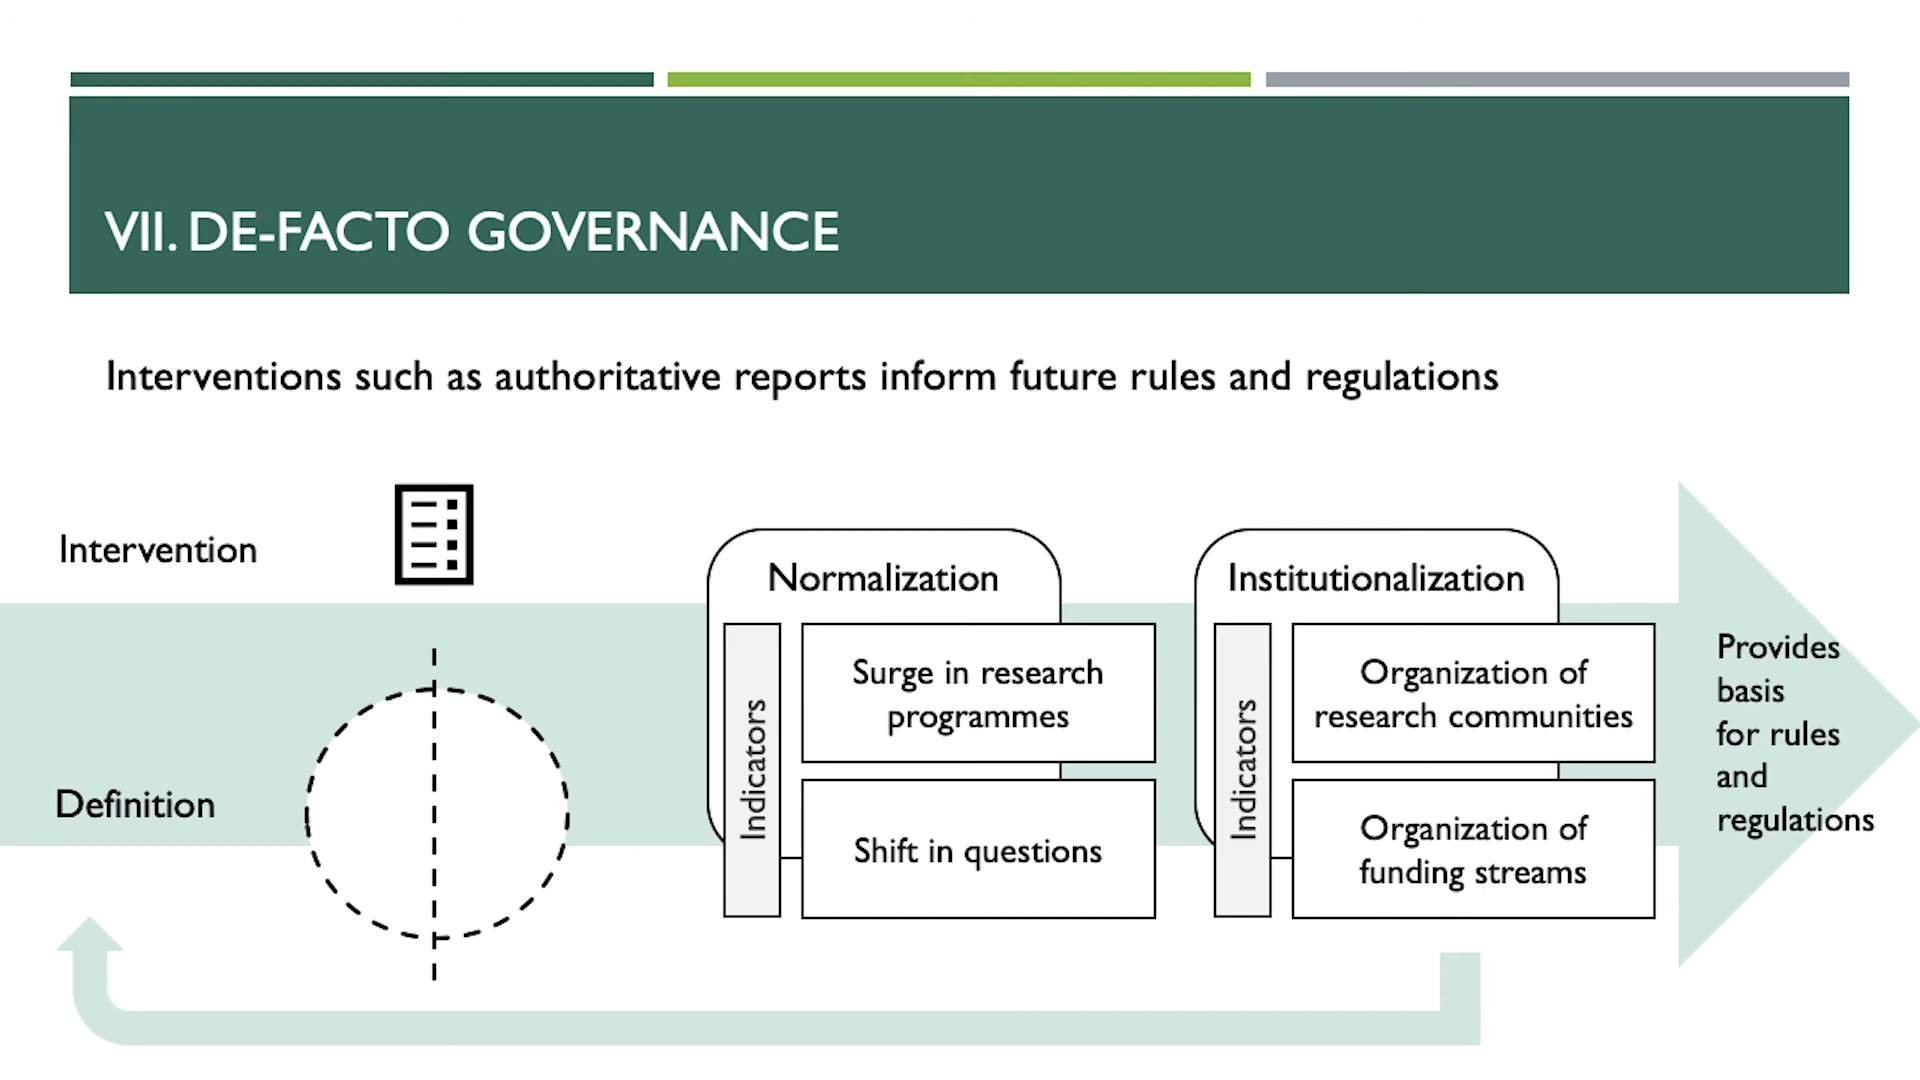 VII. DE-FACTO GOVERNANCE
Interventions such as authoritative reports inform future rules and regulations
Intervention
Definition
Normalization
Indicators
Surge in research
programmes
Shift in questions
Institutionalization
Indicators
Organization of
research communities
Organization of
funding streams
Provides
basis
for rules
and
regulations